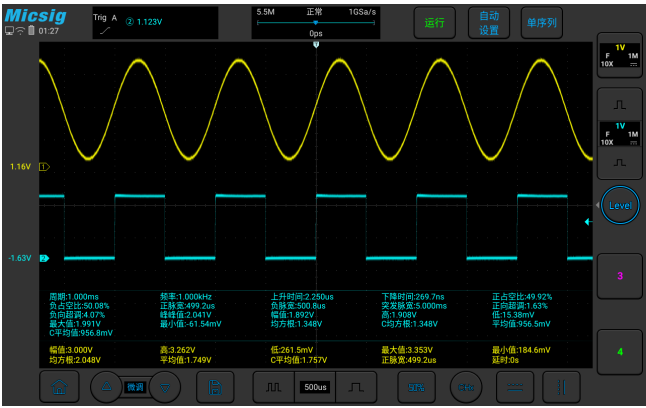 Micsig
01:27
Trig A ② 1.123V
5.5M 正常 1GSa/s
0ps
运行
自动
设置
单序列
T
1V
F 1M
10X
1V
F 1M
10X
Level
3
4
1.16V 1
-1.63V 2
周期:1.000ms 频率:1.000kHz 上升时间:2.250us 下降时间:269.7ns 正占空比:49.92%
负占空比:50.08% 正脉宽:499.2us 负脉宽:500.8us 突发脉宽:5.000ms 正向超调:1.63%
负向超调:4.07% 峰峰值:2.041V 幅值:1.892V 高:1.908V 低:15.38mV
最大值:1.991V 最小值:-61.54mV 均方根:1.348V C均方根:1.348V 平均值:956.5mV
C平均值:956.8mV
幅值:3.000V 高:3.262V 低:261.5mV 最大值:3.353V 最小值:184.6mV
均方根:2.048V 平均值:1.749V C平均值:1.757V 正脉宽:499.2us 延时:0s
微调
500us
50%